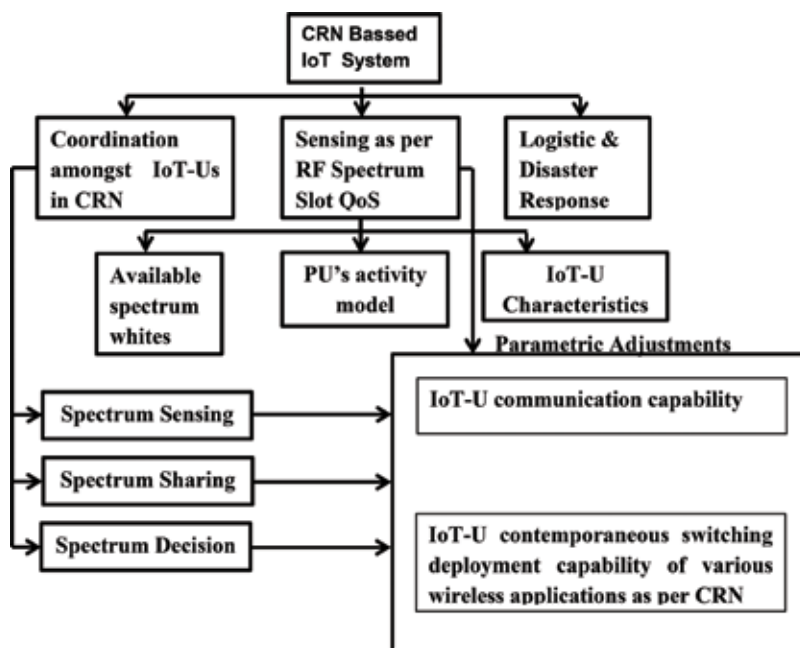 CRN Bassed
IoT System
Coordination
amongst IoT-Us
in CRN
Sensing as per
RF Spectrum
Slot QoS
Logistic &
Disaster
Response
Available
spectrum
whites
PU's activity
model
IoT-U
Characteristics
Parametric Adjustments
Spectrum Sensing
IoT-U communication capability
Spectrum Sharing
Spectrum Decision
IoT-U contemporaneous switching
deployment capability of various
wireless applications as per CRN